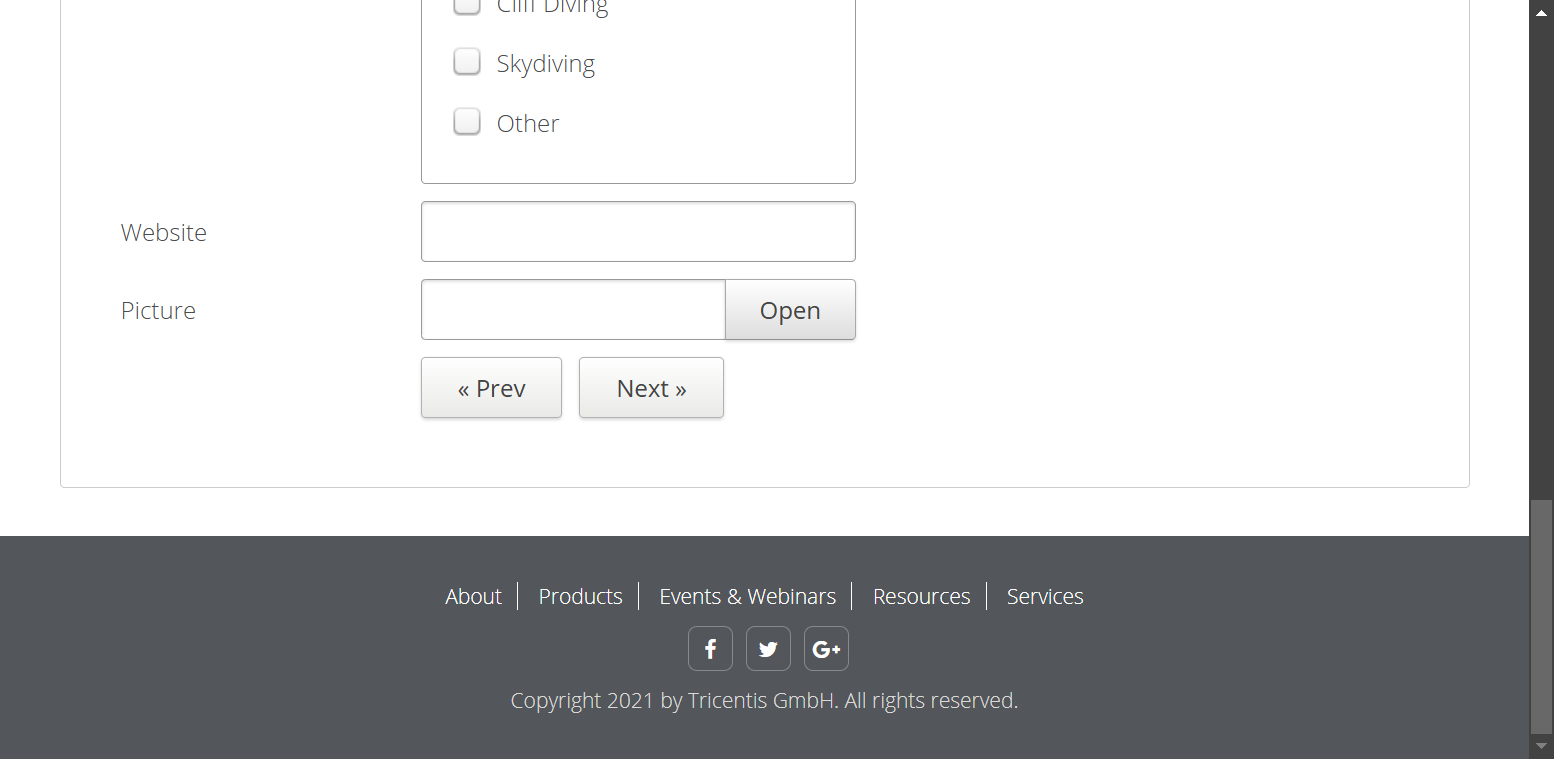 Cliff Diving
Skydiving
Other
Website
Picture
Open
« Prev
Next »
About
Products
Events & Webinars
Resources
Services
Copyright 2021 by Tricentis GmbH. All rights reserved.